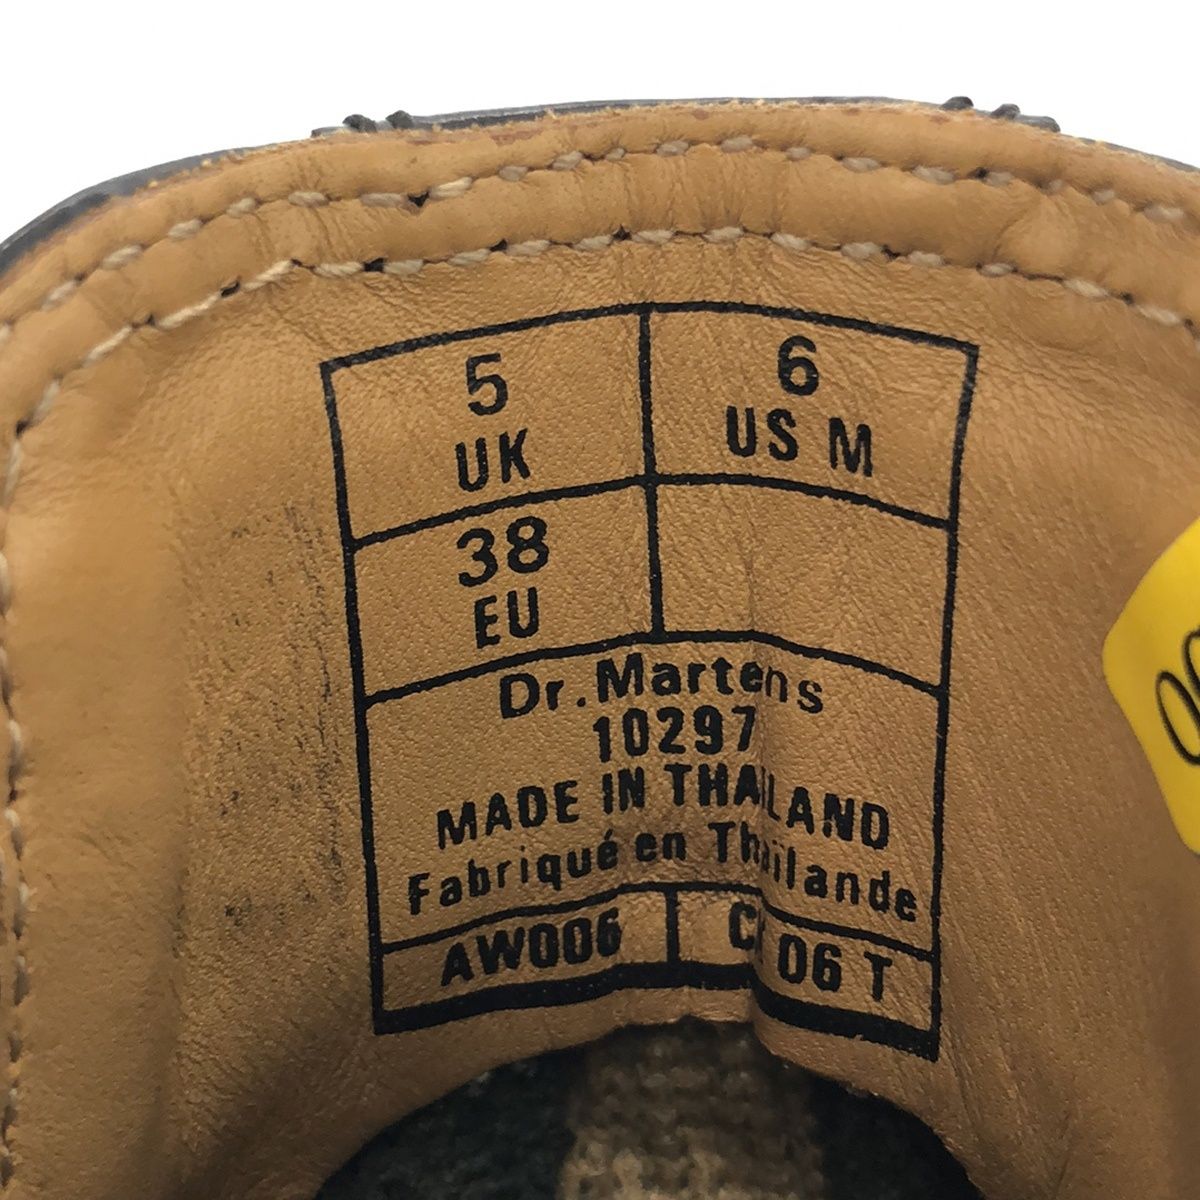 5
UK
6
US M
38
EU
Dr.Martens
10297
MADE IN THAILAND
Fabriqué en Thaïlande
AW006
06 T